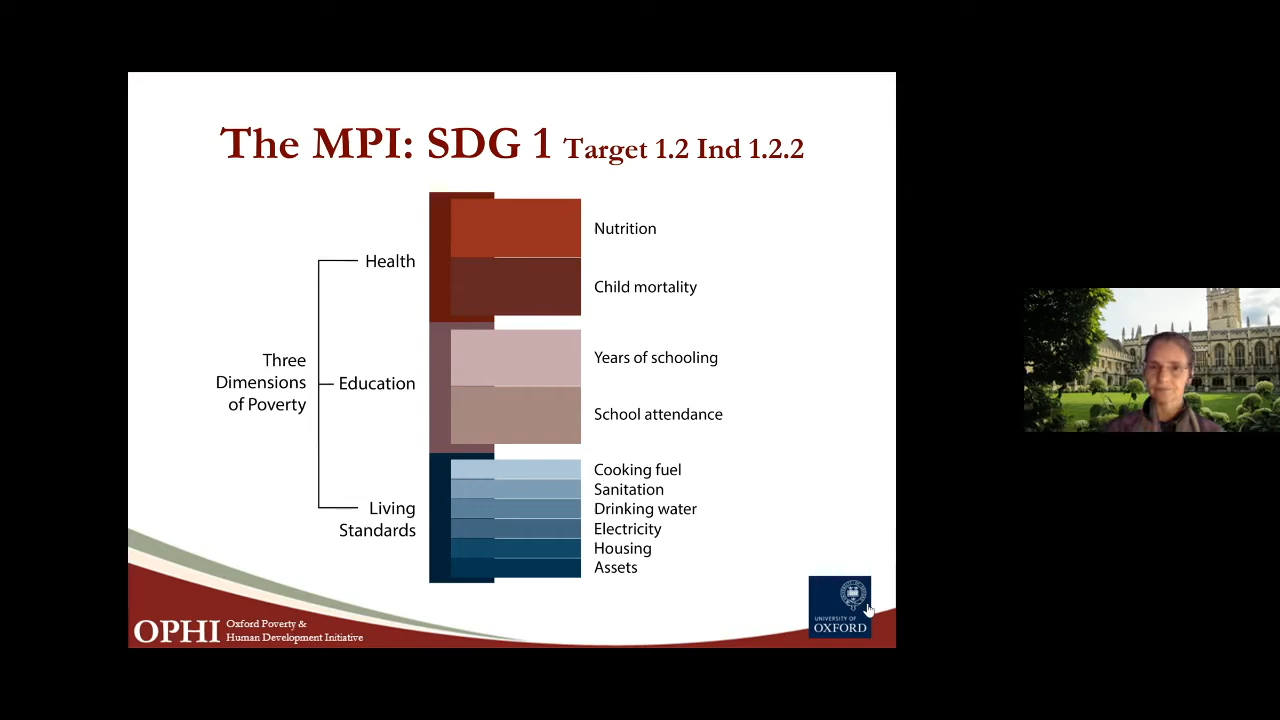 The MPI: SDG 1 Target 1.2 Ind 1.2.2
Three
Dimensions
of Poverty
Health
Education
Living
Standards
Nutrition
Child mortality
Years of schooling
School attendance
Cooking fuel
Sanitation
Drinking water
Electricity
Housing
Assets
OPHI
Oxford Poverty &
Human Development Initiative
UNIVERSITY OF
OXFORD